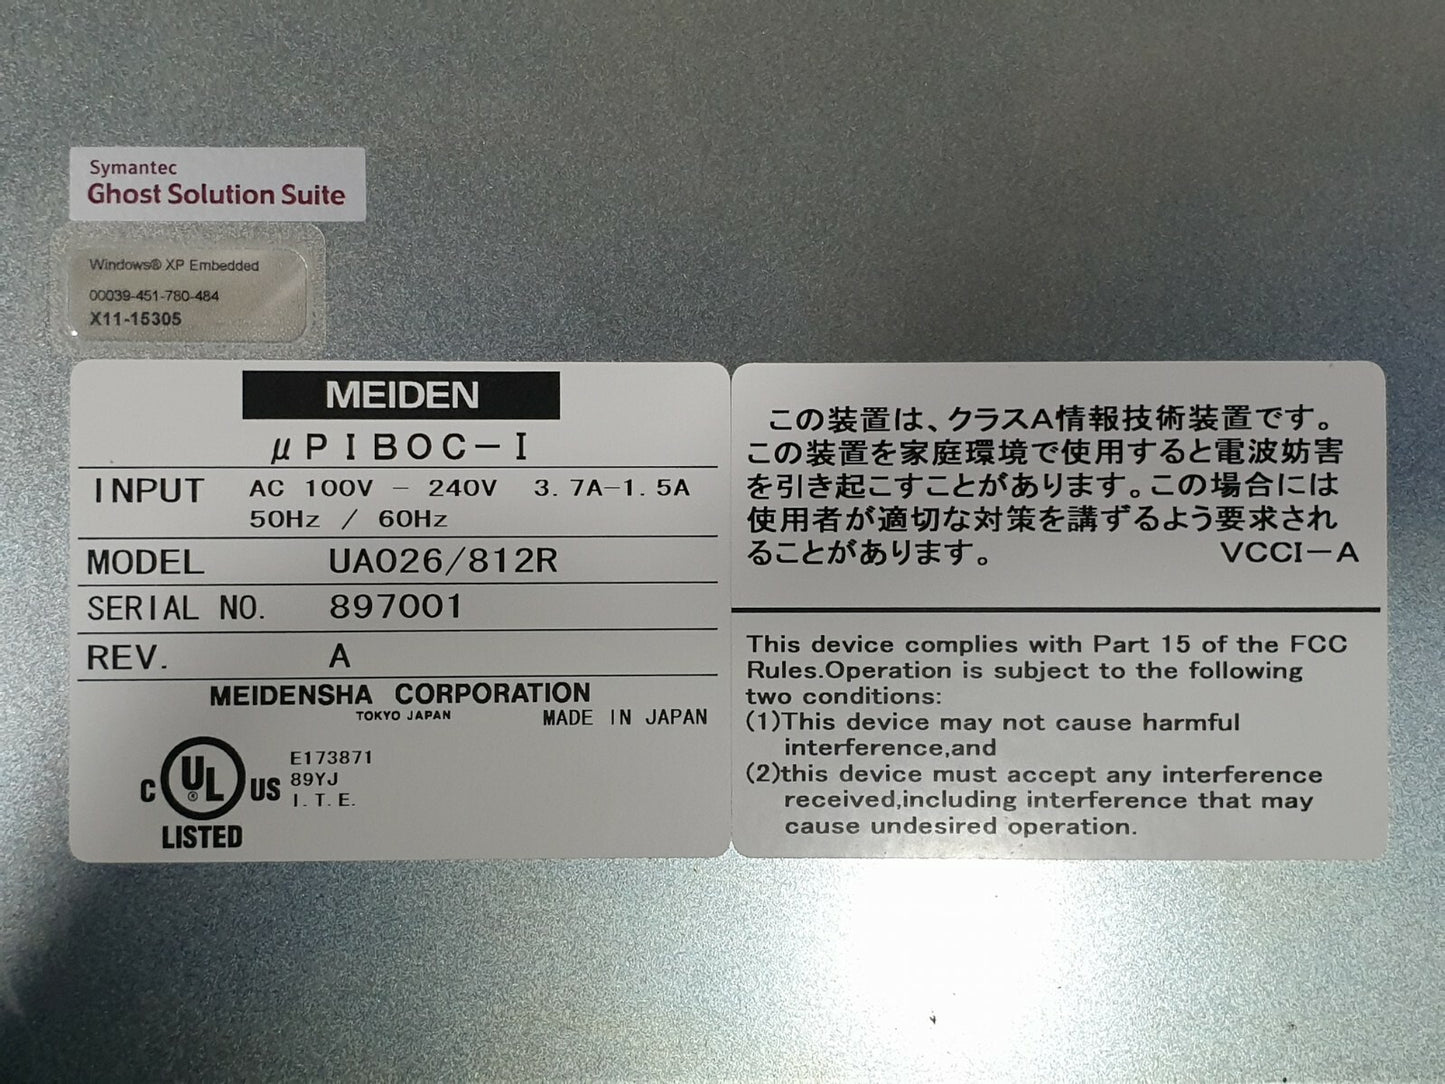 Symantec
Ghost Solution Suite
Windows® XP Embedded
00039-451-780-484
X11-15305
MEIDEN
μPIBOC-I
INPUT AC 100V - 240V 3.7A-1.5A
50Hz / 60Hz
MODEL UA026/812R
SERIAL NO. 897001
REV. A
MEIDENSHA CORPORATION
TOKYO JAPAN
MADE IN JAPAN
C UL ® US
LISTED
E173871
89YJ
I.T.E.
この装置は、クラスA情報技術装置です。
この装置を家庭環境で使用すると電波妨害
を引き起こすことがあります。この場合には
使用者が適切な対策を講ずるよう要求され
ることがあります。 VCCI-A
This device complies with Part 15 of the FCC
Rules.Operation is subject to the following
two conditions:
(1)This device may not cause harmful
interference,and
(2)this device must accept any interference
received,including interference that may
cause undesired operation.